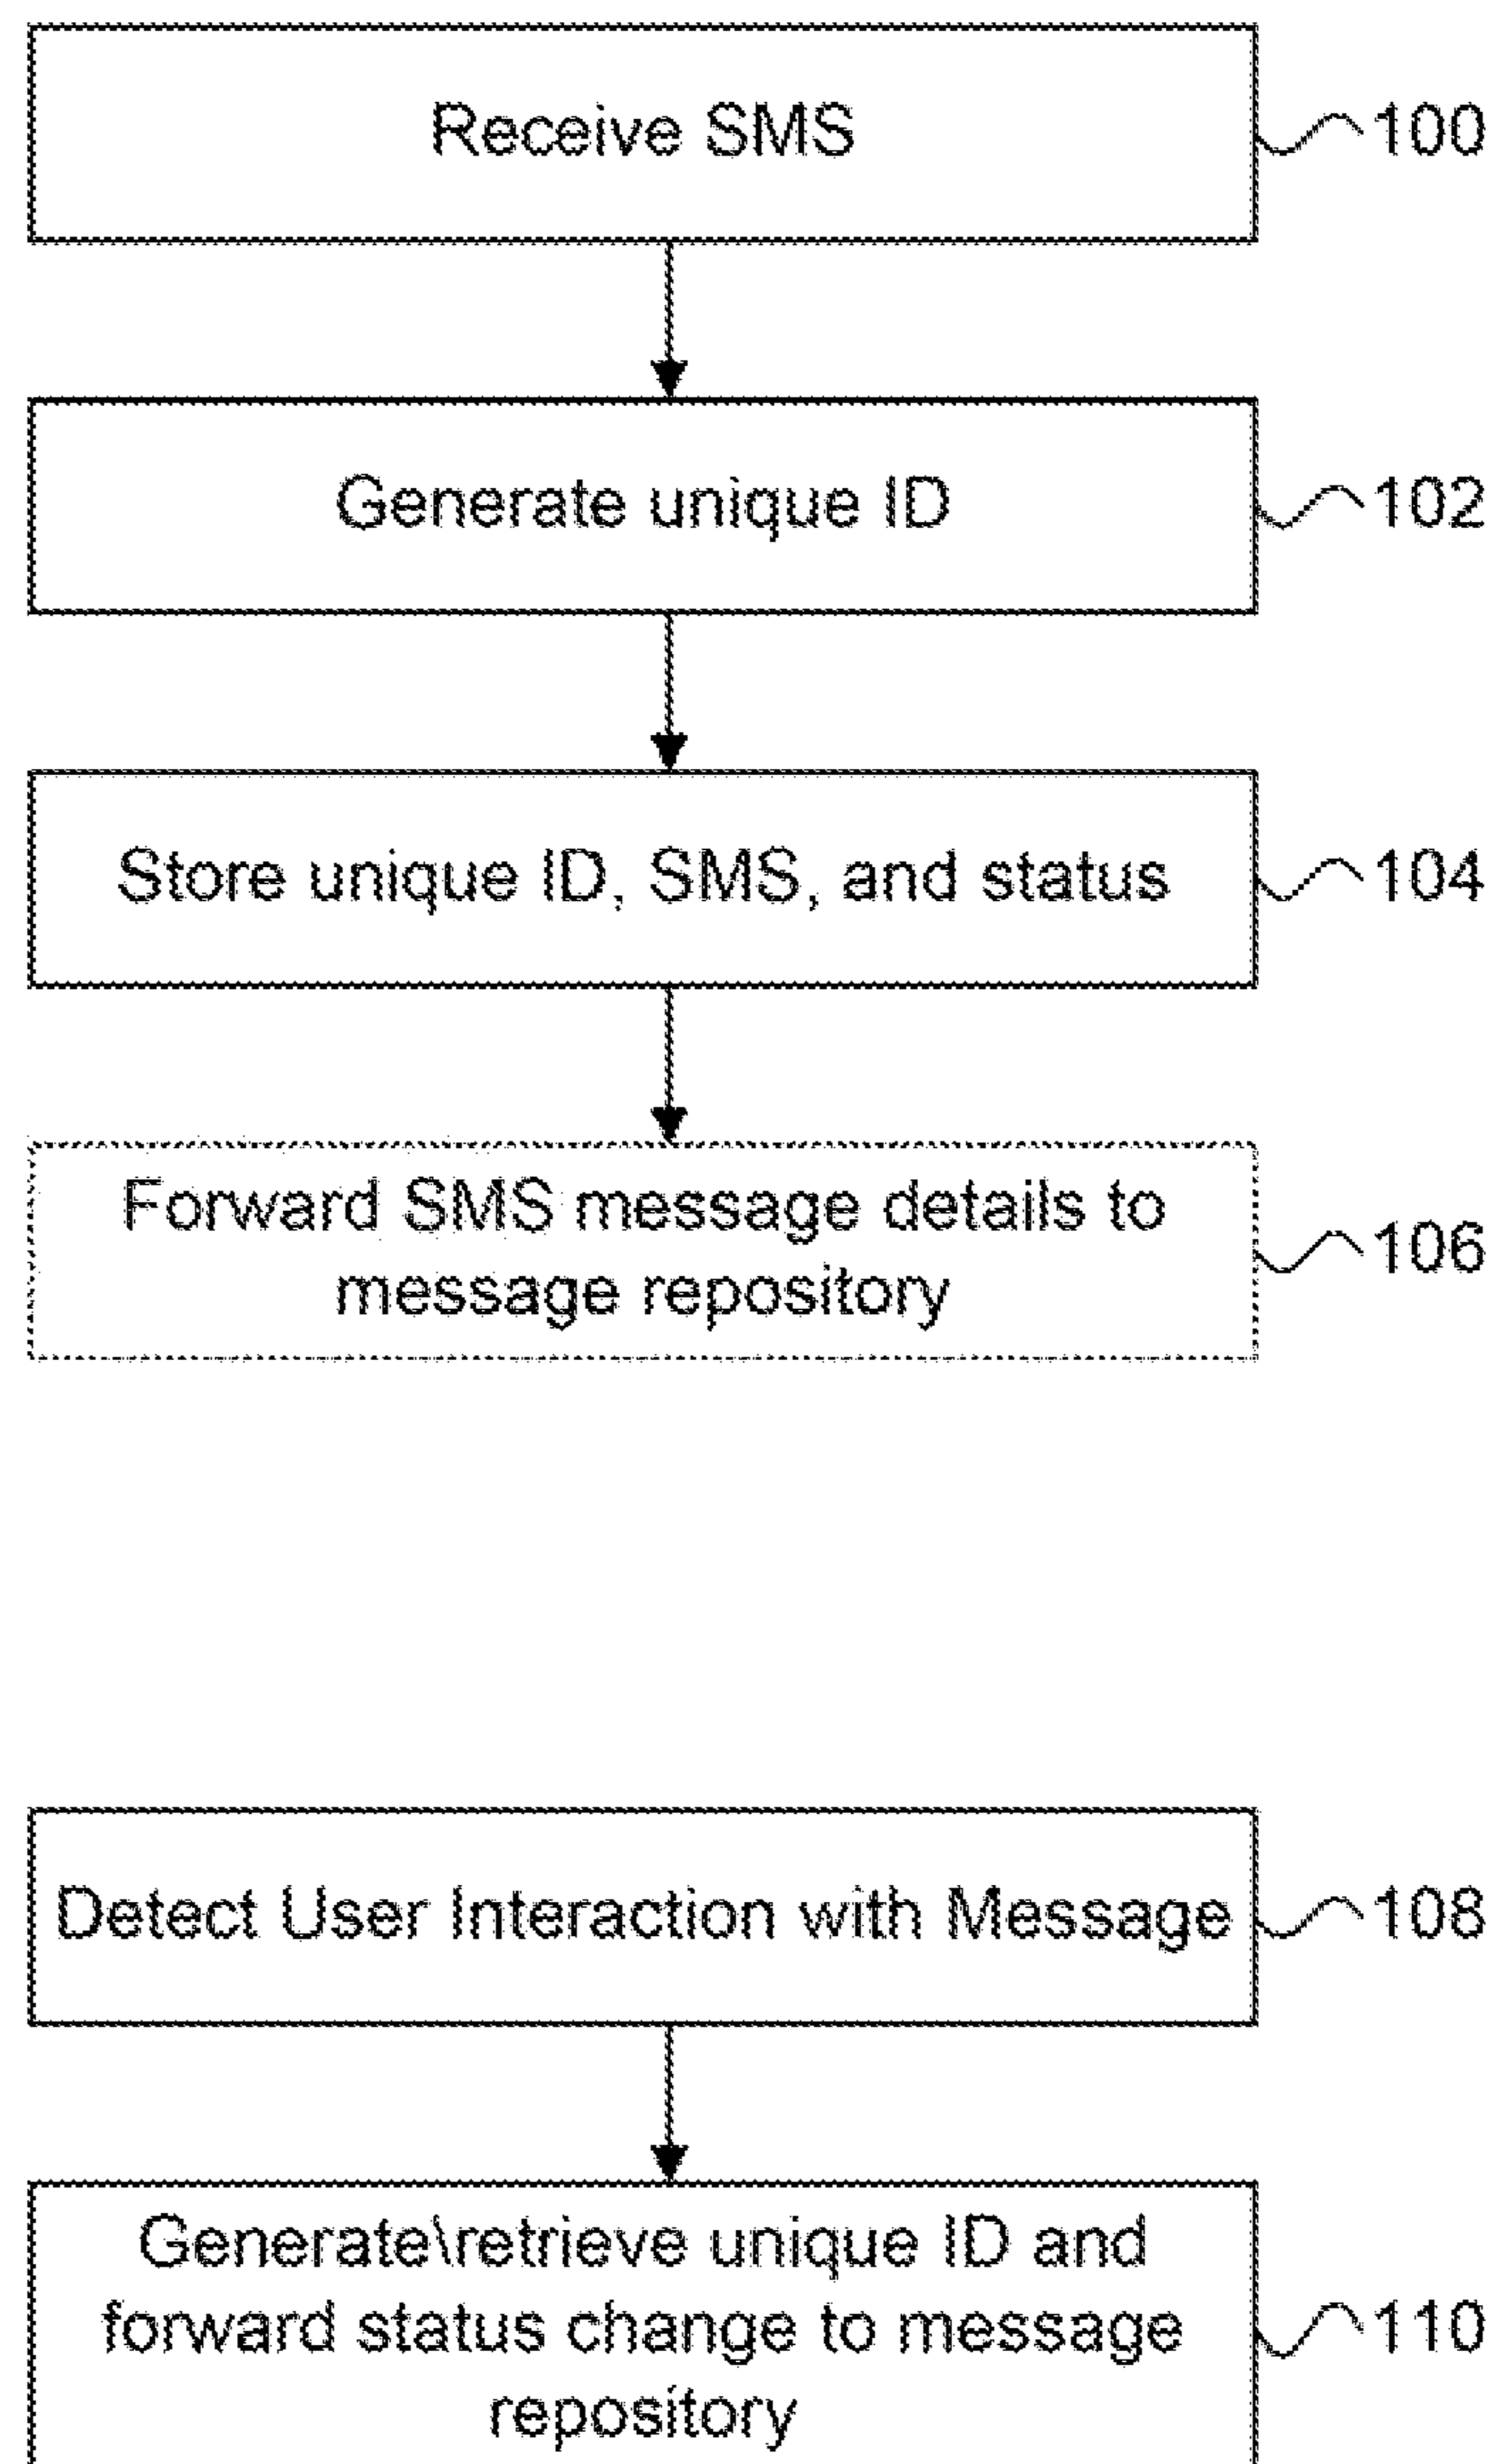 Receive SMS
100
Generate unique ID
102
Store unique ID, SMS, and status
104
Forward SMS message details to
message repository
106
Detect User Interaction with Message
108
Generate\retrieve unique ID and
forward status change to message
repository
110